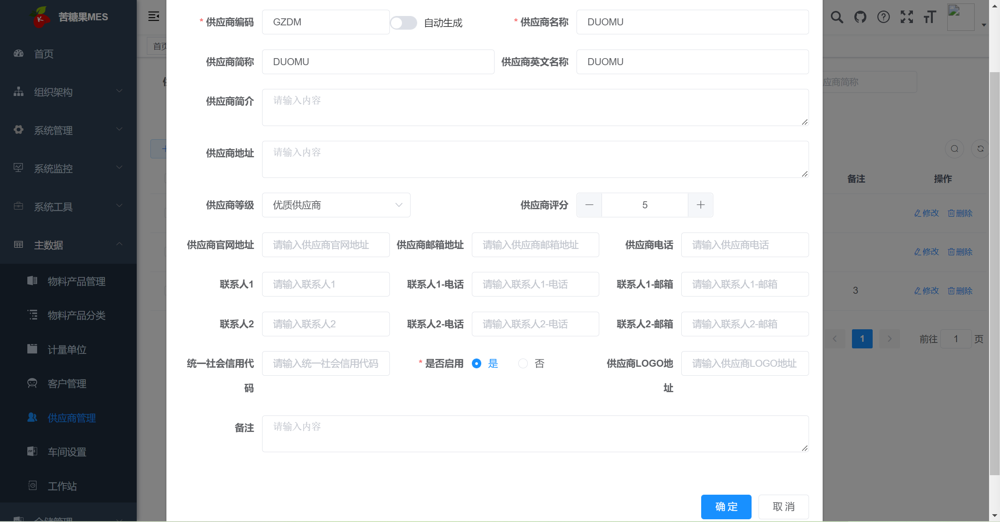 苦糖果MES
首页
首页
组织架构
系统管理
系统监控
系统工具
主数据
物料产品管理
物料产品分类
计量单位
客户管理
供应商管理
车间设置
工作站
仓储管理
* 供应商编码 GZDM 自动生成 * 供应商名称 DUOMU
供应商简称 DUOMU 供应商英文名称 DUOMU
供应商简介 请输入内容
供应商地址 请输入内容
供应商等级 优质供应商 供应商评分 5
供应商官网地址 请输入供应商官网地址 供应商邮箱地址 请输入供应商邮箱地址 供应商电话 请输入供应商电话
联系人1 请输入联系人1 联系人1-电话 请输入联系人1-电话 联系人1-邮箱 请输入联系人1-邮箱
联系人2 请输入联系人2 联系人2-电话 请输入联系人2-电话 联系人2-邮箱 请输入联系人2-邮箱
统一社会信用代码 请输入统一社会信用代码 * 是否启用 是 否 供应商LOGO地址 请输入供应商LOGO地址
备注 请输入内容
确 定 取 消
应商简称
备注 操作
修改 删除
修改 删除
3 修改 删除
1 前往 1 页